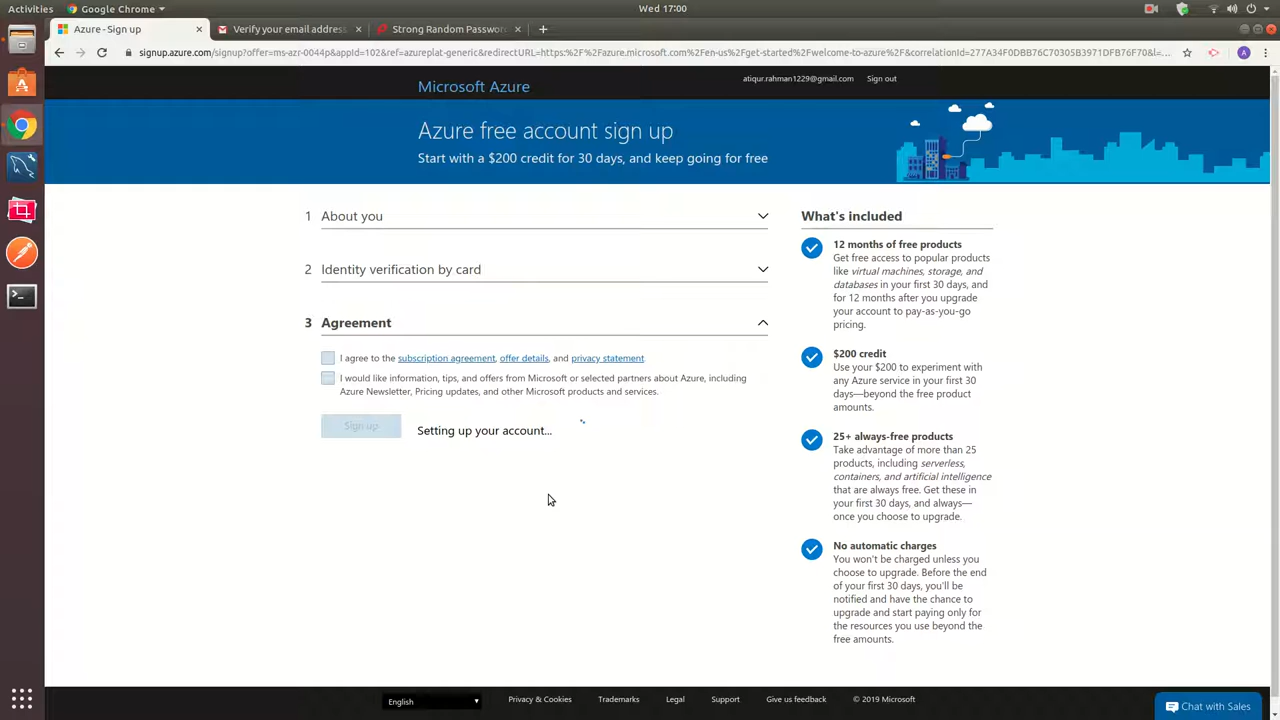 Activities
Google Chrome
Wed 17:00
Azure - Sign up
Verify your email address
Strong Random Passwor
signup.azure.com/signup?offer=ms-azr-0044p&appId=102&ref=azureplat-generic&redirectURL=https:%2F%2Fazure.microsoft.com%2Fen-us%2Fget-started%2Fwelcome-to-azure%2F&correlationId=277A34F0DBB76C70305B3971DFB76F70&l=...
A
Microsoft Azure
atiqur.rahman1229@gmail.com
Sign out
Azure free account sign up
Start with a $200 credit for 30 days, and keep going for free
1 About you
2 Identity verification by card
3 Agreement
I agree to the subscription agreement, offer details, and privacy statement.
I would like information, tips, and offers from Microsoft or selected partners about Azure, including
Azure Newsletter, Pricing updates, and other Microsoft products and services.
Sign up
Setting up your account...
What's included
12 months of free products
Get free access to popular products
like virtual machines, storage, and
databases in your first 30 days, and
for 12 months after you upgrade
your account to pay-as-you-go
pricing.
$200 credit
Use your $200 to experiment with
any Azure service in your first 30
days—beyond the free product
amounts.
25+ always-free products
Take advantage of more than 25
products, including serverless,
containers, and artificial intelligence
that are always free. Get these in
your first 30 days, and always—
once you choose to upgrade.
No automatic charges
You won't be charged unless you
choose to upgrade. Before the end
of your first 30 days, you'll be
notified and have the chance to
upgrade and start paying only for
the resources you use beyond the
free amounts.
English
Privacy & Cookies
Trademarks
Legal
Support
Give us feedback
© 2019 Microsoft
Chat with Sales